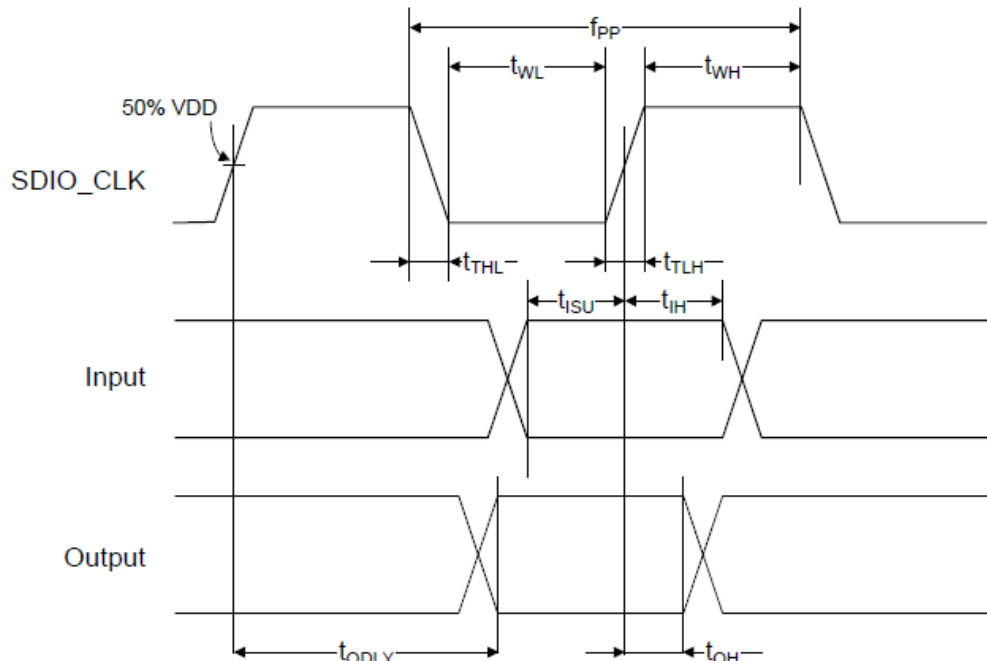 fPP
tWL
tWH
50% VDD
SDIO_CLK
tTHL
tTLH
tISU
tIH
Input
Output
tODLY
tOH